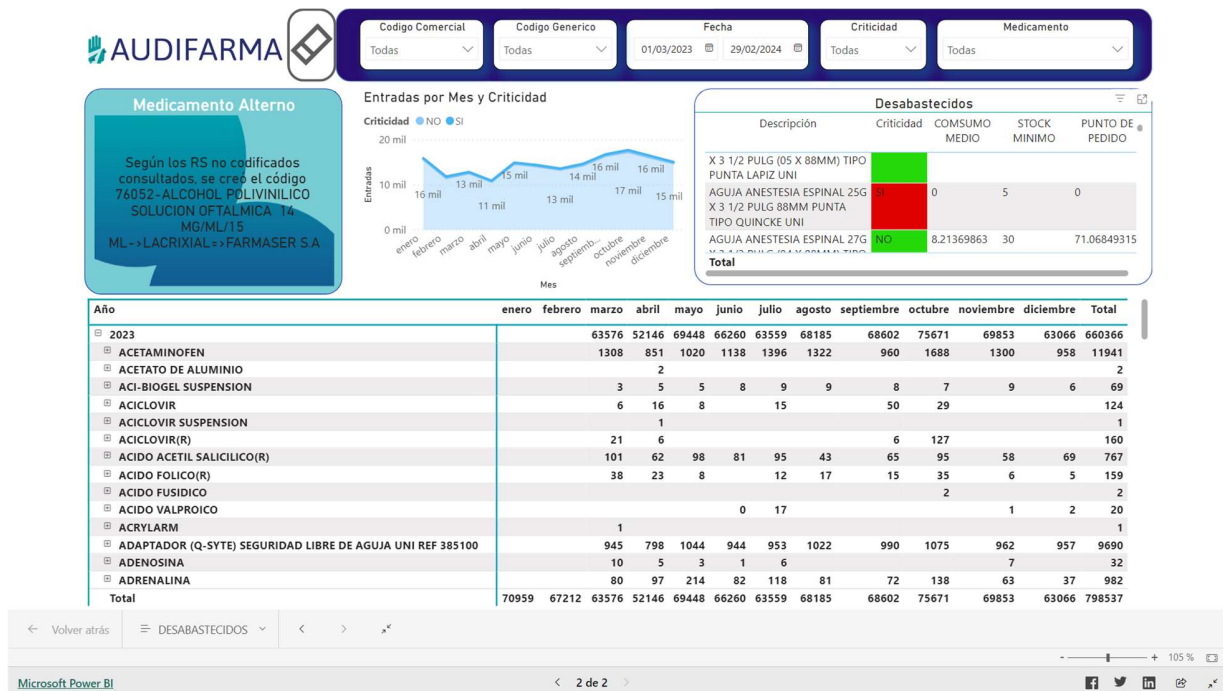 AUDIFARMA
Codigo Comercial
Todas
Codigo Generico
Todas
Fecha
01/03/2023 29/02/2024
Criticidad
Todas
Medicamento
Todas
Medicamento Alterno
Según los RS no codificados
consultados, se creó el código
76052-ALCOHOL POLIVINILICO
SOLUCION OFTALMICA 14
MG/ML/15
ML->LACRIXIAL=>FARMASER S.A
Entradas por Mes y Criticidad
Criticidad NO SI
Entradas
20 mil
10 mil
0 mil
16 mil
13 mil
11 mil
15 mil
13 mil
14 mil
16 mil
17 mil
16 mil
15 mil
enero febrero marzo abril mayo junio julio agosto septiemb... octubre noviembre diciembre
Mes
Desabastecidos
Descripción Criticidad COMSUMO MEDIO STOCK MINIMO PUNTO DE PEDIDO
X 3 1/2 PULG (05 X 88MM) TIPO
PUNTA LAPIZ UNI
AGUJA ANESTESIA ESPINAL 25G SI 0 5 0
X 3 1/2 PULG 88MM PUNTA
TIPO QUINCKE UNI
AGUJA ANESTESIA ESPINAL 27G NO 8.21369863 30 71.06849315
Total
Año enero febrero marzo abril mayo junio julio agosto septiembre octubre noviembre diciembre Total
2023 63576 52146 69448 66260 63559 68185 68602 75671 69853 63066 660366
ACETAMINOFEN 1308 851 1020 1138 1396 1322 960 1688 1300 958 11941
ACETATO DE ALUMINIO 2 2
ACI-BIOGEL SUSPENSION 3 5 5 8 9 9 8 7 9 6 69
ACICLOVIR 6 16 8 15 50 29 124
ACICLOVIR SUSPENSION 1 1
ACICLOVIR(R) 21 6 6 127 160
ACIDO ACETIL SALICILICO(R) 101 62 98 81 95 43 65 95 58 69 767
ACIDO FOLICO(R) 38 23 8 12 17 15 35 6 5 159
ACIDO FUSIDICO 2 2
ACIDO VALPROICO 0 17 1 2 20
ACRYLARM 1 1
ADAPTADOR (Q-SYTE) SEGURIDAD LIBRE DE AGUJA UNI REF 385100 945 798 1044 944 953 1022 990 1075 962 957 9690
ADENOSINA 10 5 3 1 6 7 32
ADRENALINA 80 97 214 82 118 81 72 138 63 37 982
Total 70959 67212 63576 52146 69448 66260 63559 68185 68602 75671 69853 63066 798537
Volver atrás DESABASTECIDOS
- + 105 %
Microsoft Power BI 2 de 2